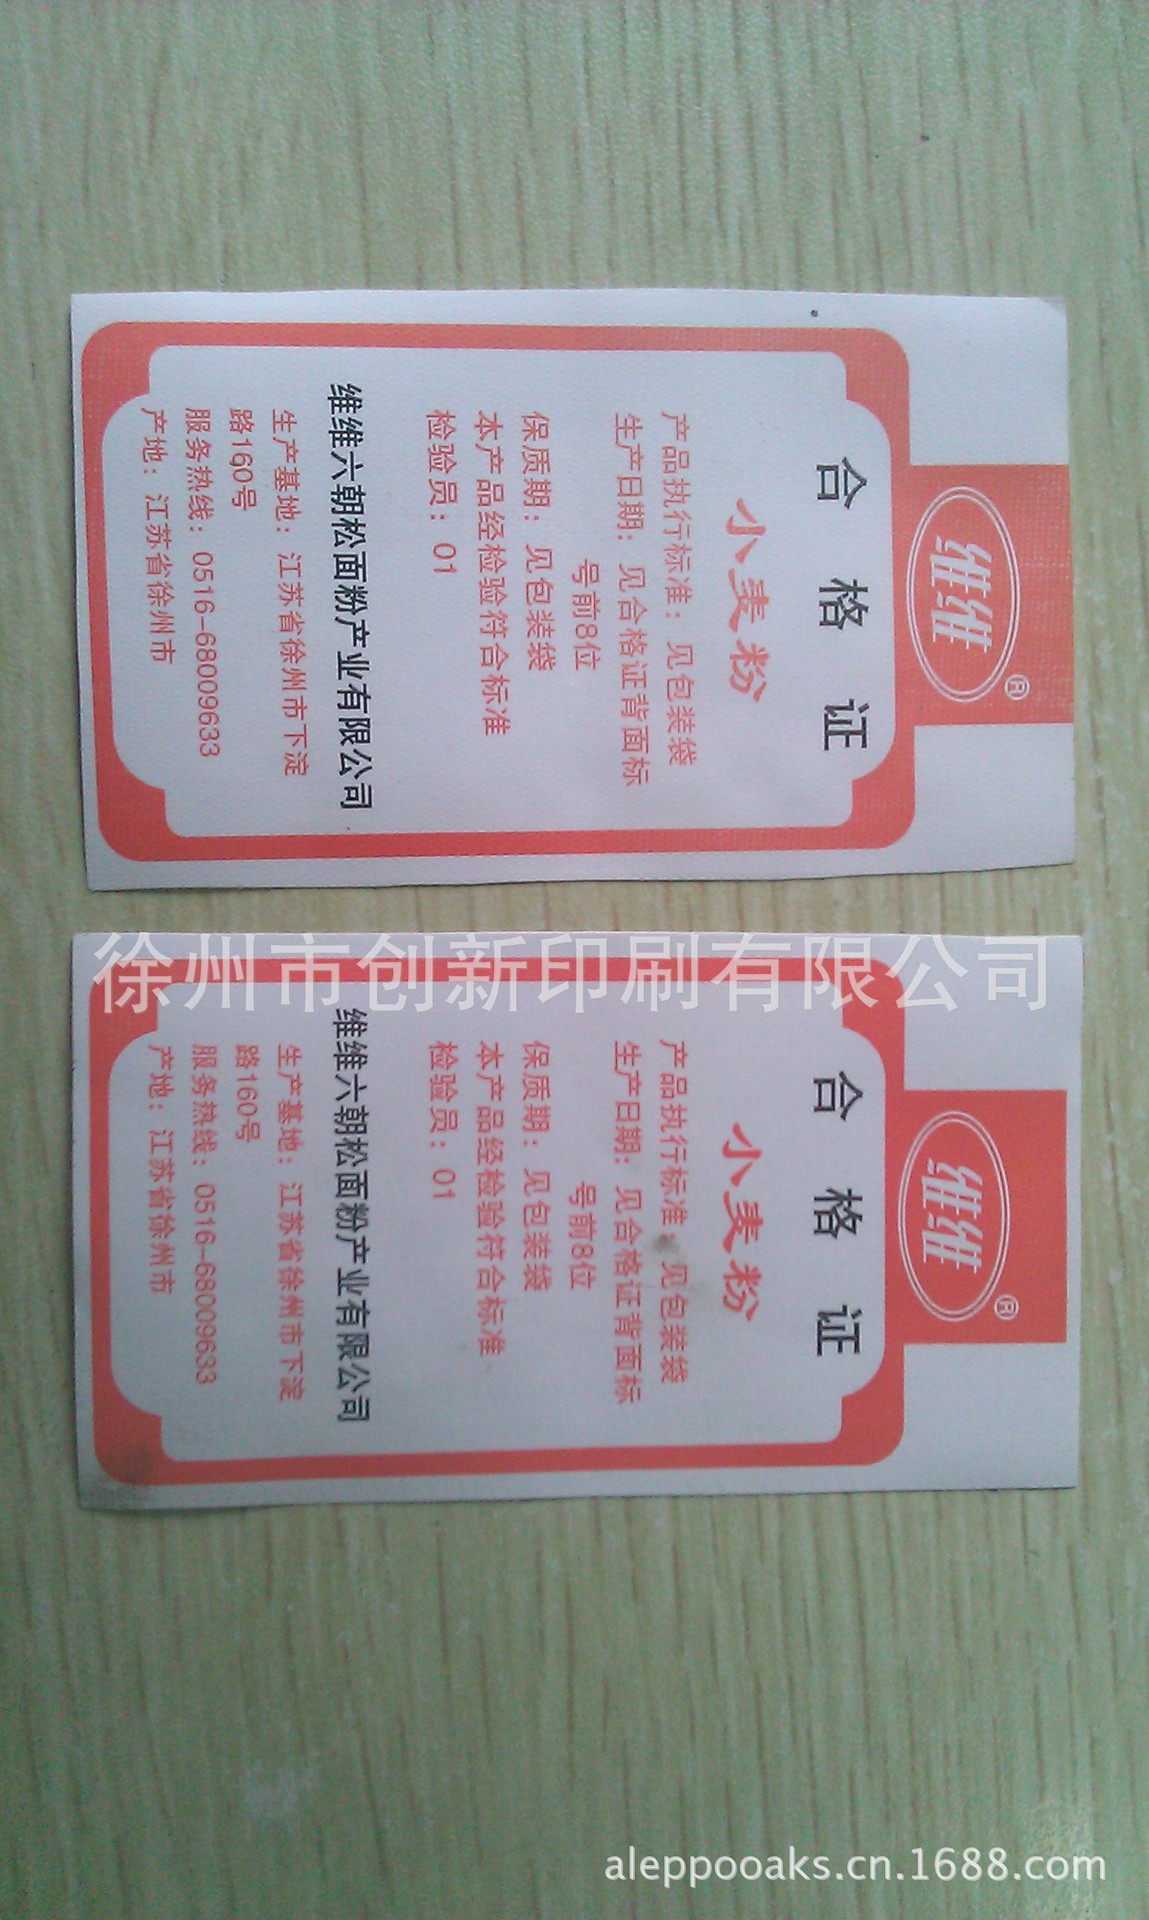 维维®
合格证
小麦粉
产品执行标准：见包装袋
生产日期：见合格证背面标
号前8位
保质期：见包装袋
本产品经检验符合标准
检验员：01
维维六朝松面粉产业有限公司
生产基地：江苏省徐州市下淀
路160号
服务热线：0516-68009633
产地：江苏省徐州市
徐州市创新印刷有限公司
维维®
合格证
小麦粉
产品执行标准：见包装袋
生产日期：见合格证背面标
号前8位
保质期：见包装袋
本产品经检验符合标准
检验员：01
维维六朝松面粉产业有限公司
生产基地：江苏省徐州市下淀
路160号
服务热线：0516-68009633
产地：江苏省徐州市
aleppooaks.cn.1688.com